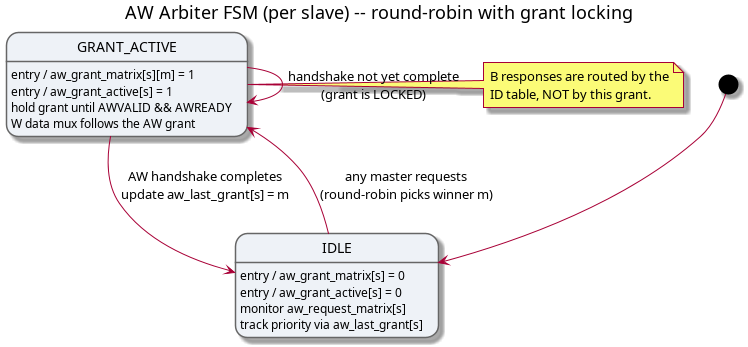 AW Arbiter FSM (per slave) -- round-robin with grant locking
GRANT_ACTIVE
entry / aw_grant_matrix[s][m] = 1
entry / aw_grant_active[s] = 1
hold grant until AWVALID && AWREADY
W data mux follows the AW grant
handshake not yet complete
(grant is LOCKED)
B responses are routed by the
ID table, NOT by this grant.
AW handshake completes
update aw_last_grant[s] = m
any master requests
(round-robin picks winner m)
IDLE
entry / aw_grant_matrix[s] = 0
entry / aw_grant_active[s] = 0
monitor aw_request_matrix[s]
track priority via aw_last_grant[s]